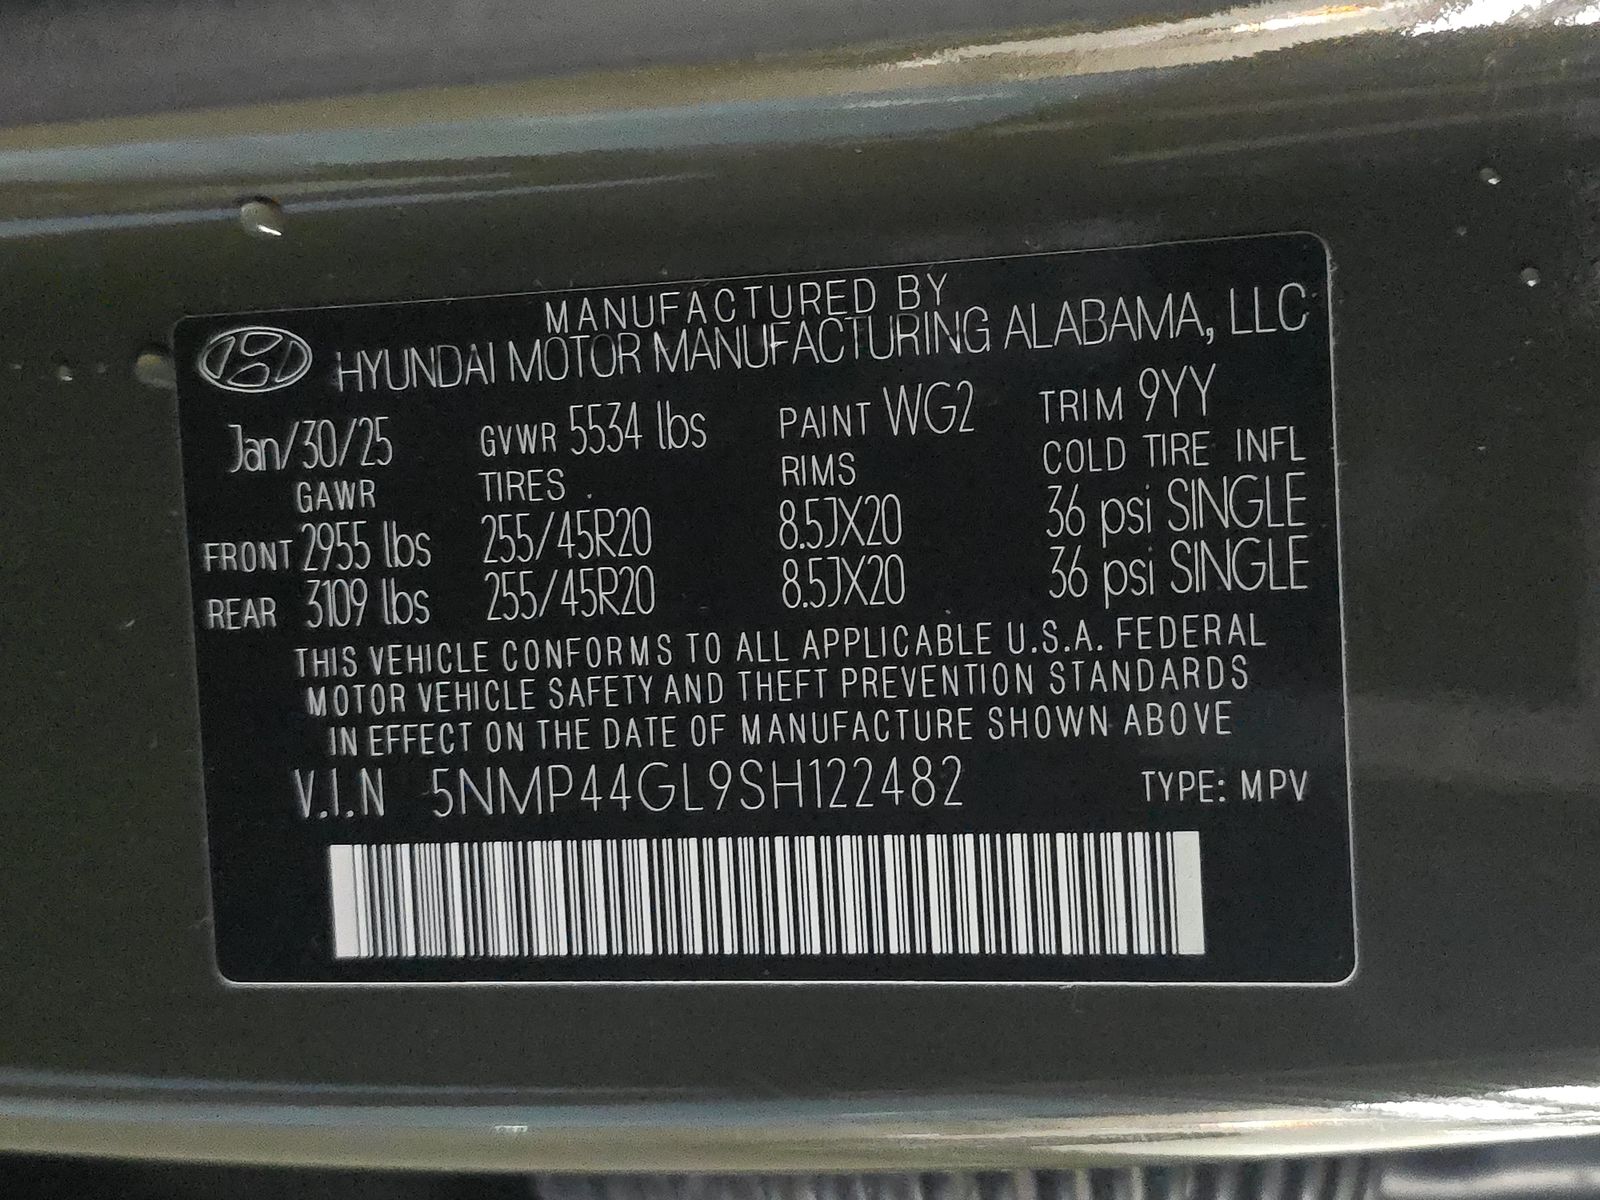 MANUFACTURED BY
HYUNDAI MOTOR MANUFACTURING ALABAMA, LLC
Jan/30/25 GVWR 5534 lbs PAINT WG2 TRIM 9YY
GAWR TIRES RIMS COLD TIRE INFL
FRONT 2955 lbs 255/45R20 8.5JX20 36 psi SINGLE
REAR 3109 lbs 255/45R20 8.5JX20 36 psi SINGLE
THIS VEHICLE CONFORMS TO ALL APPLICABLE U.S.A. FEDERAL
MOTOR VEHICLE SAFETY AND THEFT PREVENTION STANDARDS
IN EFFECT ON THE DATE OF MANUFACTURE SHOWN ABOVE
V.I.N 5NMP44GL9SH122482 TYPE: MPV